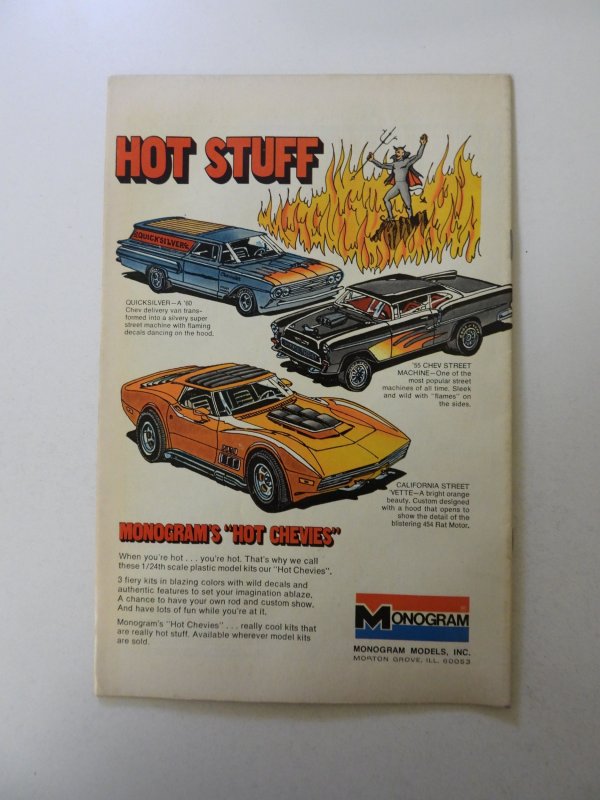 HOT STUFF
QUICKSILVER
QUICKSILVER—A '60
Chev delivery van trans-
formed into a silvery super
street machine with flaming
decals dancing on the hood.
'55 CHEV STREET
MACHINE—One of the
most popular street
machines of all time. Sleek
and wild with "flames" on
the sides.
CALIFORNIA STREET
'VETTE—A bright orange
beauty. Custom designed
with a hood that opens to
show the detail of the
blistering 454 Rat Motor.
MONOGRAM'S "HOT CHEVIES"
When you're hot . . . you're hot. That's why we call
these 1/24th scale plastic model kits our "Hot Chevies".
3 fiery kits in blazing colors with wild decals and
authentic features to set your imagination ablaze.
A chance to have your own rod and custom show.
And have lots of fun while you're at it.
Monogram's "Hot Chevies" . . . really cool kits that
are really hot stuff. Available wherever model kits
are sold.
MONOGRAM
MONOGRAM MODELS, INC.
MORTON GROVE, ILL. 60053